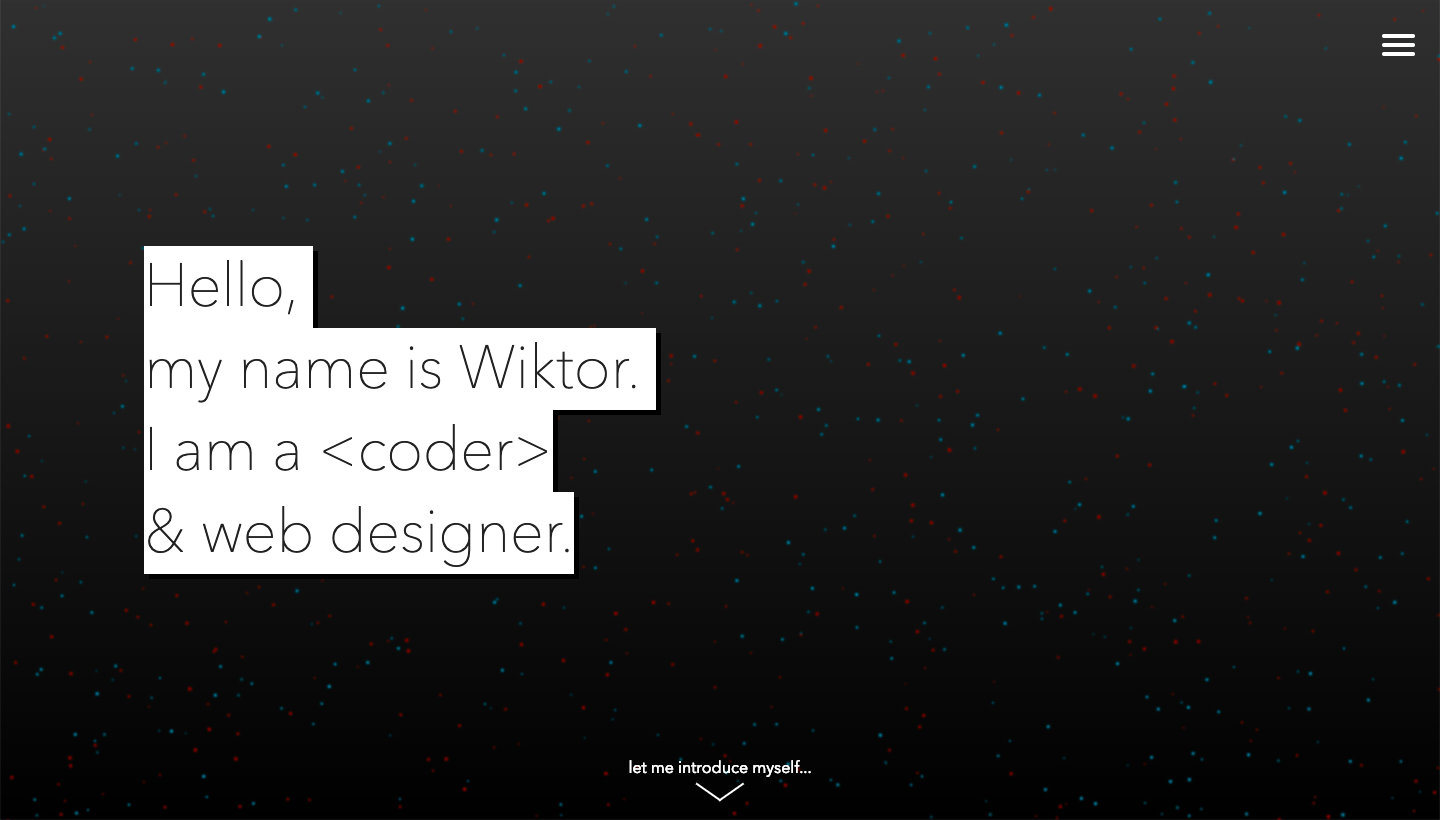 Hello,
my name is Wiktor.
I am a <coder>
& web designer.
let me introduce myself...